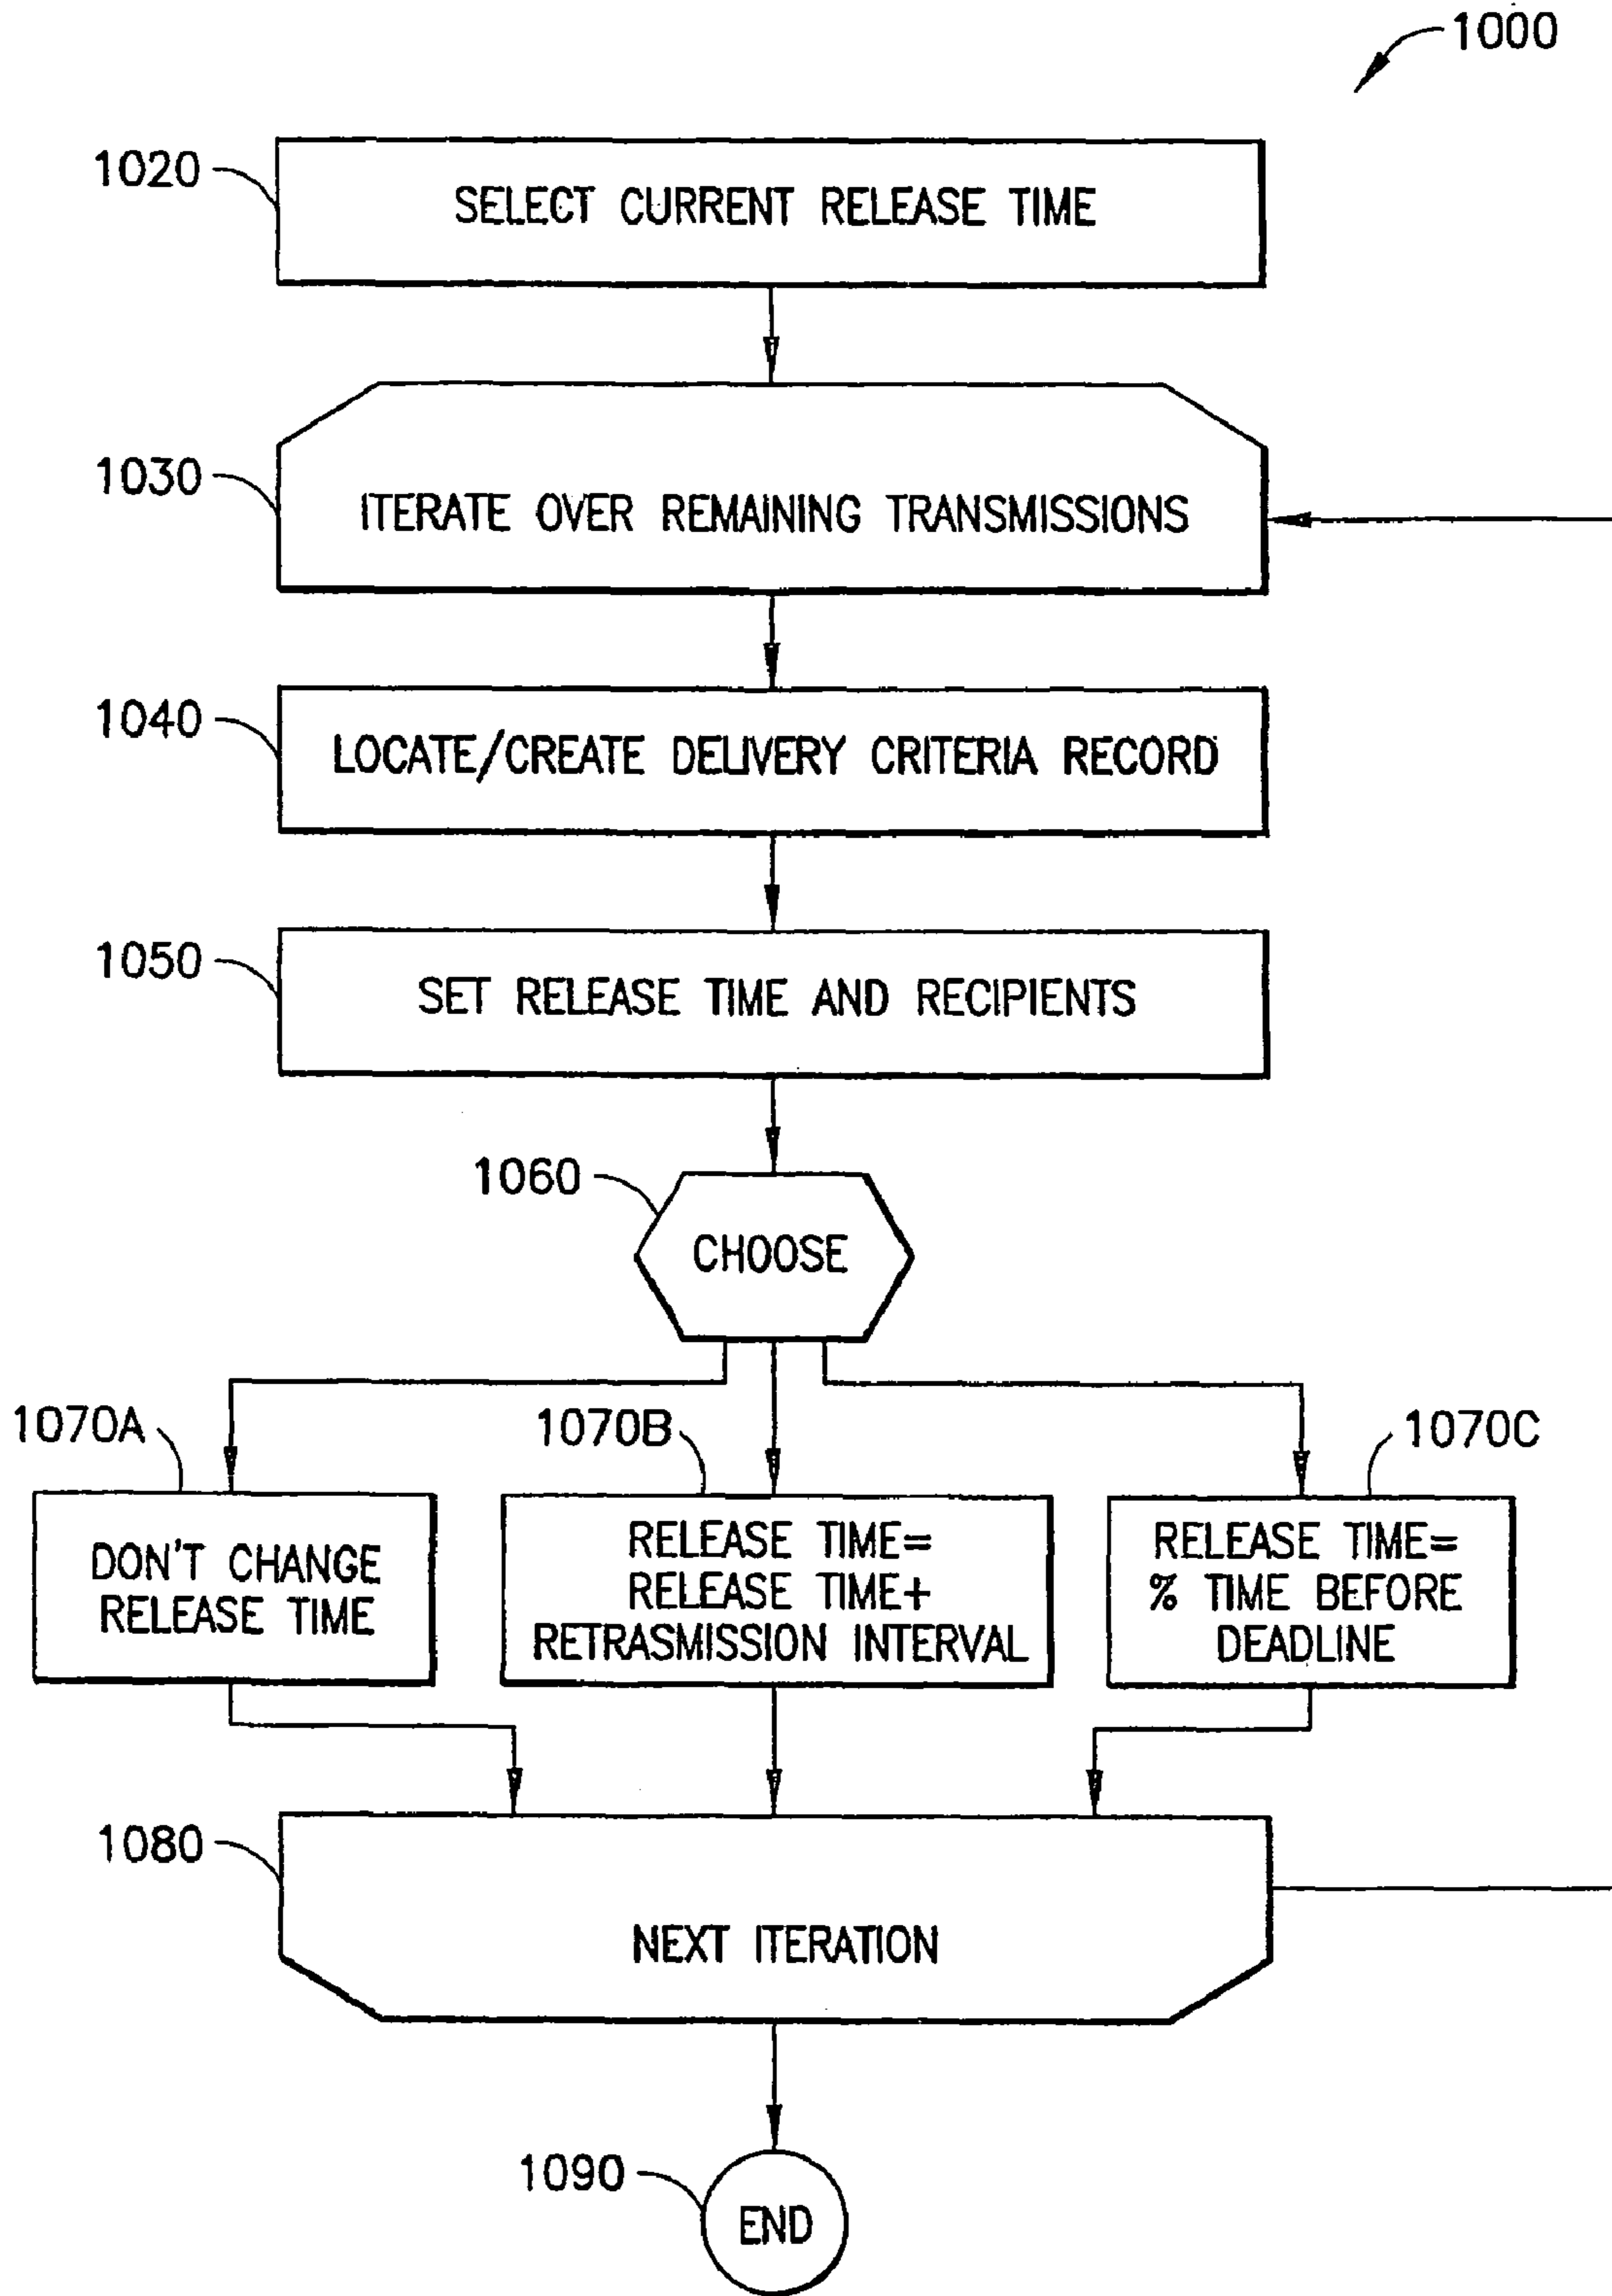 1000
1020
SELECT CURRENT RELEASE TIME
1030
ITERATE OVER REMAINING TRANSMISSIONS
1040
LOCATE/CREATE DELIVERY CRITERIA RECORD
1050
SET RELEASE TIME AND RECIPIENTS
1060
CHOOSE
1070A
DON'T CHANGE
RELEASE TIME
1070B
RELEASE TIME=
RELEASE TIME+
RETRASMISSION INTERVAL
1070C
RELEASE TIME=
% TIME BEFORE
DEADLINE
1080
NEXT ITERATION
1090
END